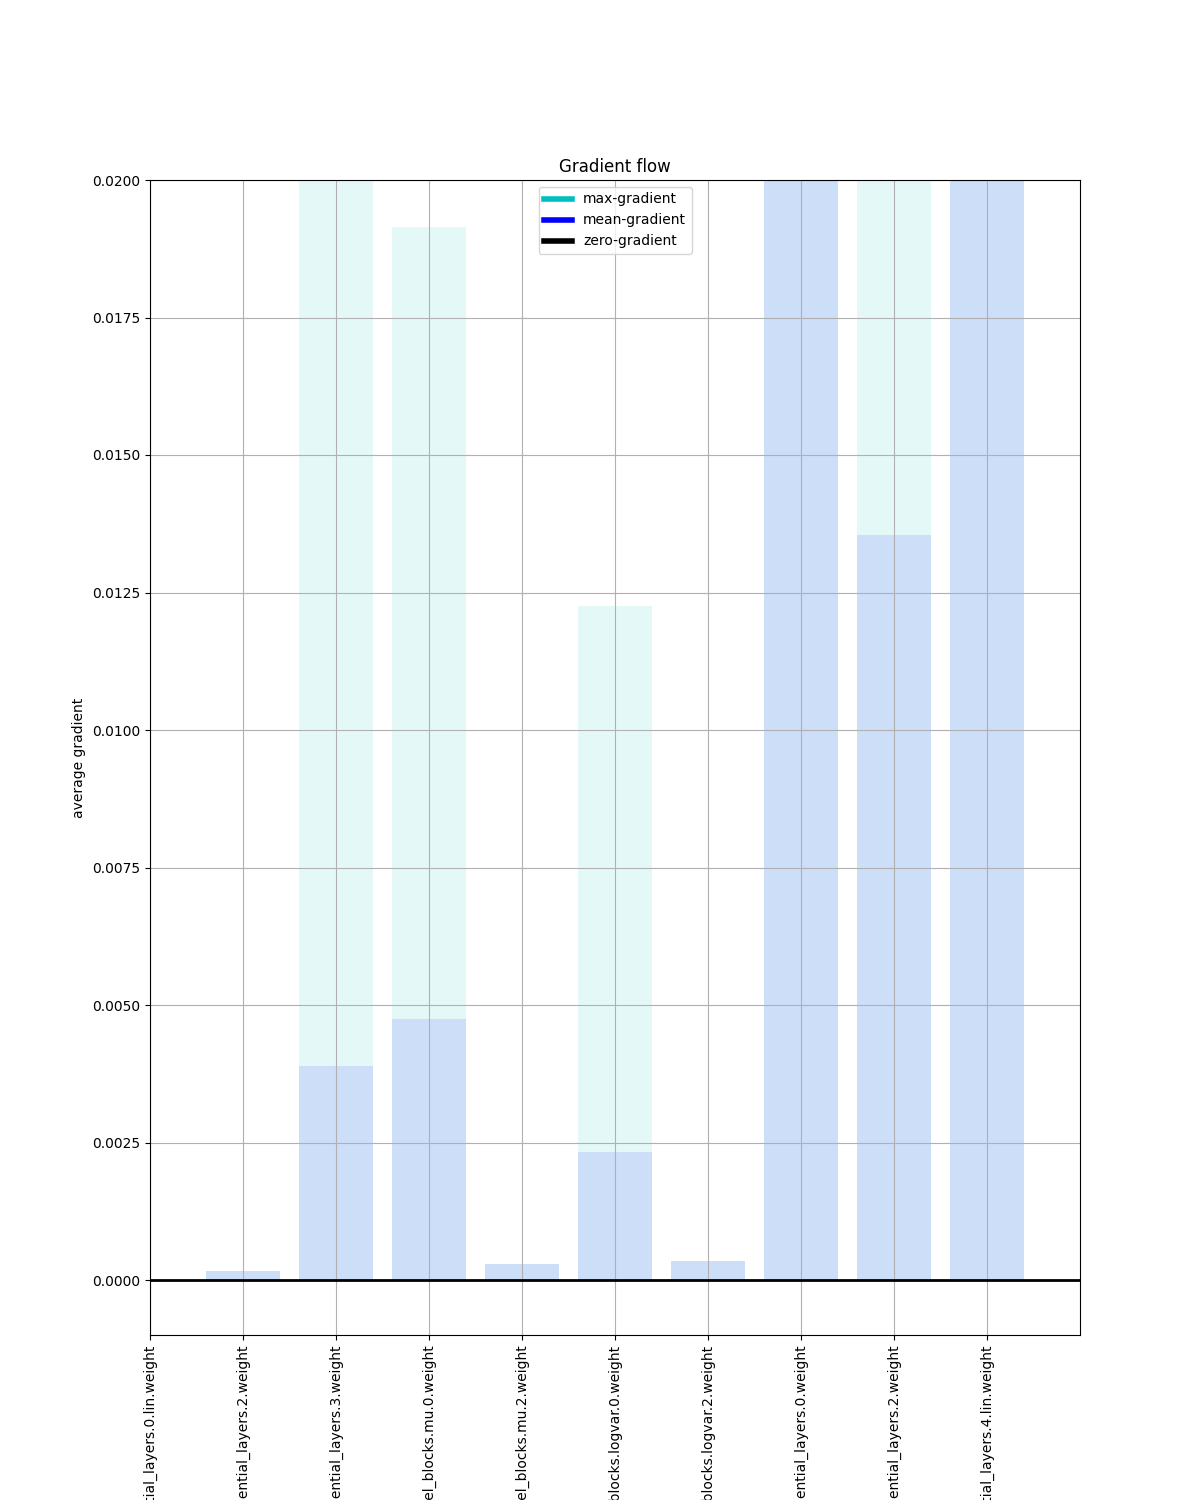 Gradient flow
max-gradient
mean-gradient
zero-gradient
0.0200
0.0175
0.0150
0.0125
0.0100
0.0075
0.0050
0.0025
0.0000
average gradient
tial_layers.0.lin.weight
ential_layers.2.weight
ential_layers.3.weight
el_blocks.mu.0.weight
el_blocks.mu.2.weight
blocks.logvar.0.weight
blocks.logvar.2.weight
ential_layers.0.weight
ential_layers.2.weight
tial_layers.4.lin.weight